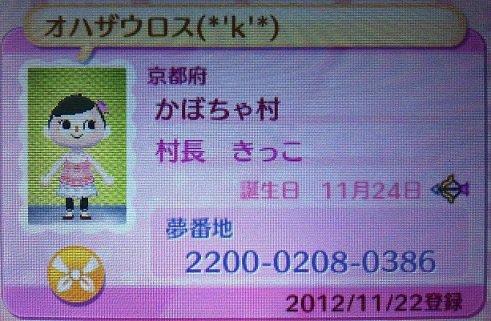 オハザウロス(*'k'*)
京都府
かぼちゃ村
村長 きっこ
誕生日 11月24日
夢番地
2200-0208-0386
2012/11/22登録